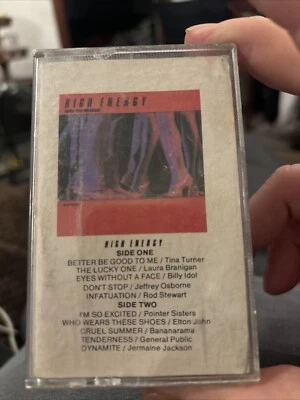 HIGH ENERGY
HIGH ENERGY
SIDE ONE
BETTER BE GOOD TO ME / Tina Turner
THE LUCKY ONE / Laura Branigan
EYES WITHOUT A FACE / Billy Idol
DON'T STOP / Jeffrey Osborne
INFATUATION / Rod Stewart
SIDE TWO
I'M SO EXCITED / Pointer Sisters
WHO WEARS THESE SHOES / Elton John
CRUEL SUMMER / Bananarama
TENDERNESS / General Public
DYNAMITE / Jermaine Jackson